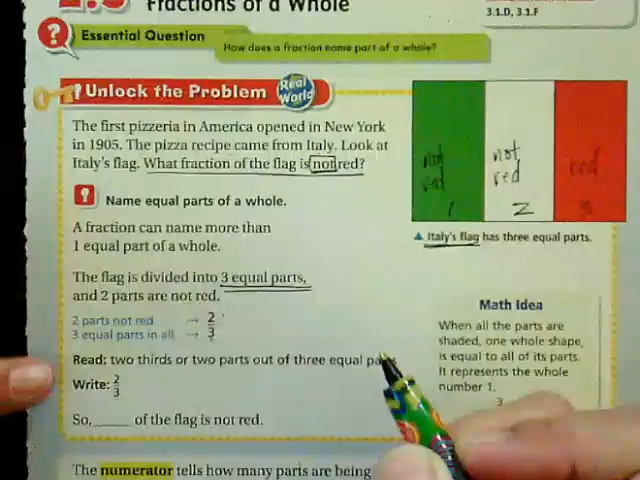 Fractions of a Whole
3.1.D, 3.1.F
Essential Question
How does a fraction name part of a whole?
Unlock the Problem
Real World
The first pizzeria in America opened in New York
in 1905. The pizza recipe came from Italy. Look at
Italy's flag. What fraction of the flag is not red?
Name equal parts of a whole.
A fraction can name more than
1 equal part of a whole.
The flag is divided into 3 equal parts,
and 2 parts are not red.
2 parts not red → 2
3 equal parts in all → 3
Read: two thirds or two parts out of three equal parts
Write: 2/3
So, _____ of the flag is not red.
The numerator tells how many parts are being
not red
1
not red
2
red
3
▲ Italy's flag has three equal parts.
Math Idea
When all the parts are
shaded, one whole shape
is equal to all of its parts.
It represents the whole
number 1.
3